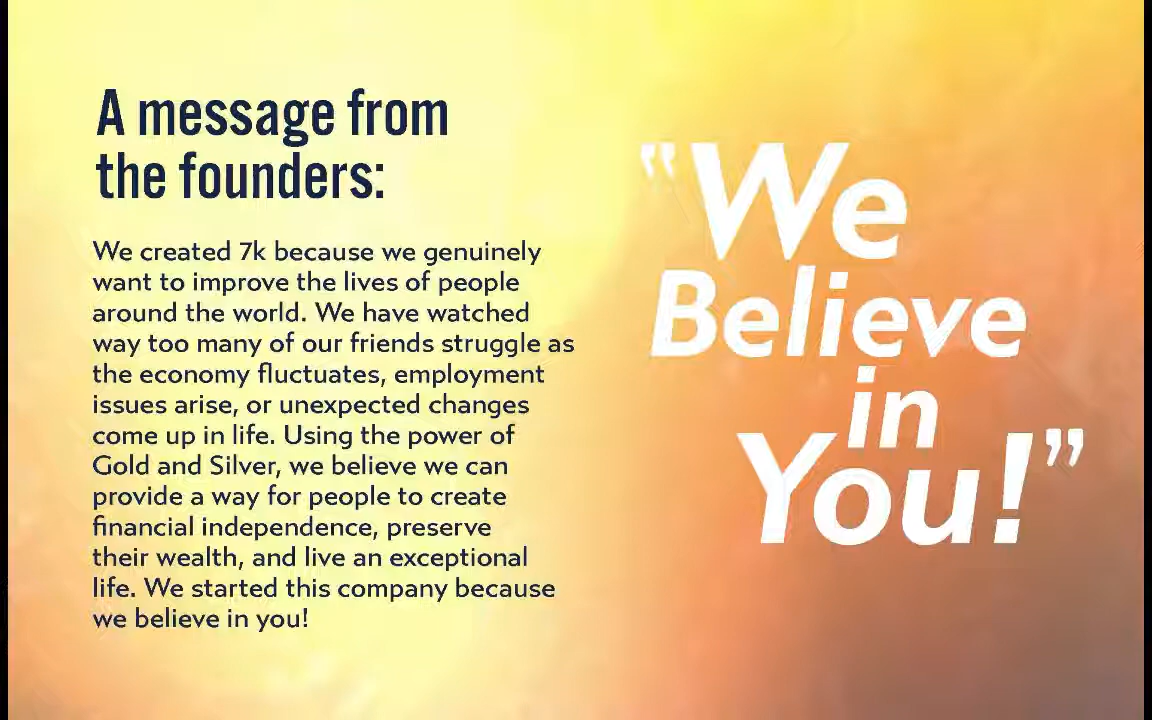 A message from
the founders:
We created 7k because we genuinely
want to improve the lives of people
around the world. We have watched
way too many of our friends struggle as
the economy fluctuates, employment
issues arise, or unexpected changes
come up in life. Using the power of
Gold and Silver, we believe we can
provide a way for people to create
financial independence, preserve
their wealth, and live an exceptional
life. We started this company because
we believe in you!
"We
Believe
in
You!"